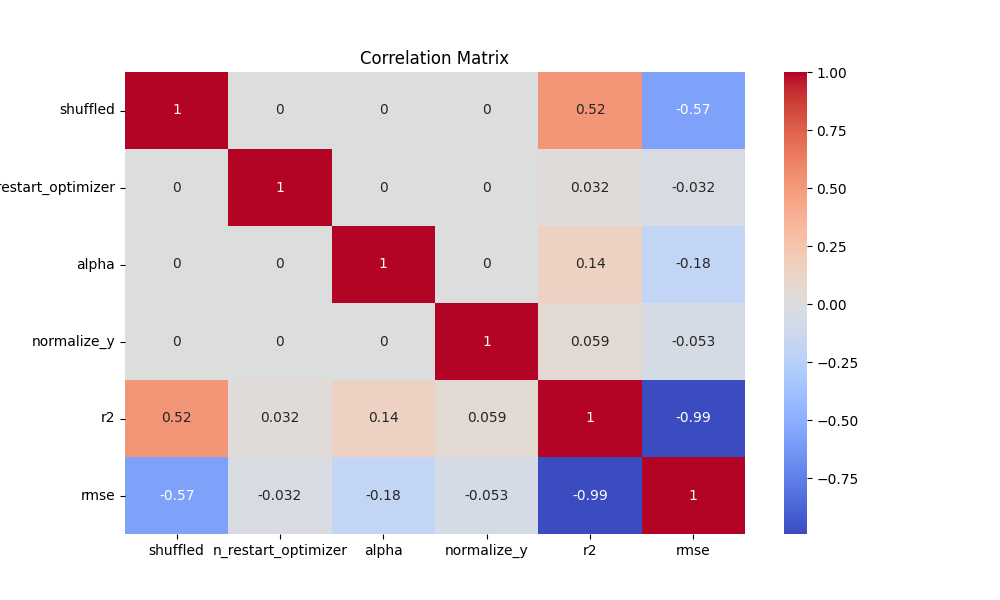 Correlation Matrix
shuffled 1 0 0 0 0.52 -0.57
restart_optimizer 0 1 0 0 0.032 -0.032
alpha 0 0 1 0 0.14 -0.18
normalize_y 0 0 0 1 0.059 -0.053
r2 0.52 0.032 0.14 0.059 1 -0.99
rmse -0.57 -0.032 -0.18 -0.053 -0.99 1
shuffled n_restart_optimizer alpha normalize_y r2 rmse
1.00
0.75
0.50
0.25
0.00
−0.25
−0.50
−0.75